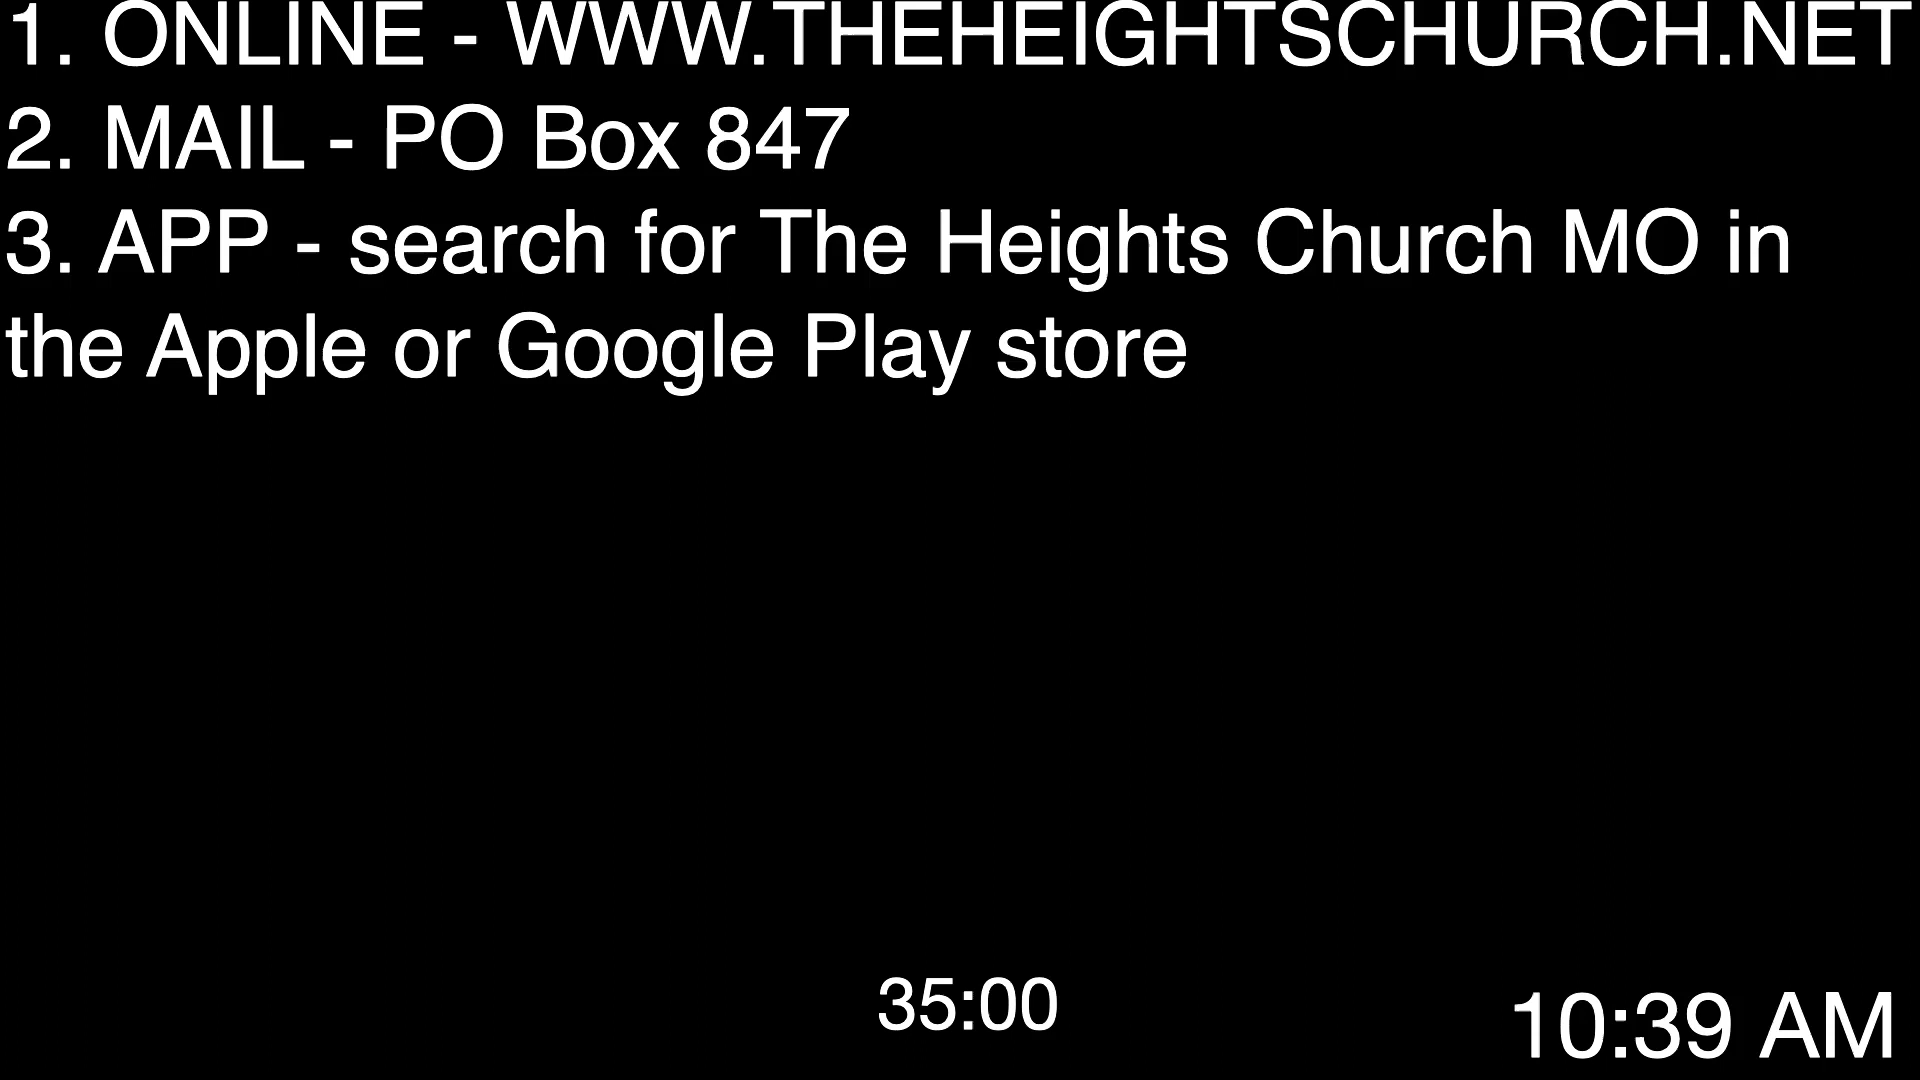 1. ONLINE - WWW.THEHEIGHTSCHURCH.NET
2. MAIL - PO Box 847
3. APP - search for The Heights Church MO in
the Apple or Google Play store
35:00
10:39 AM